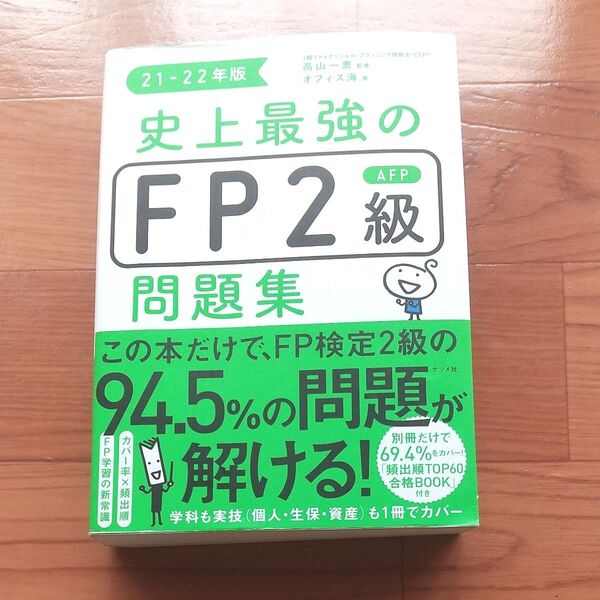 21-22年版
1級ファイナンシャル・プランニング技能士・CFP®
高山一恵 監修
オフィス海 著
史上最強の
FP2級
AFP
問題集
この本だけで、FP検定2級の
94.5%の問題が
解ける!
ナツメ社
カバー率×頻出順
FP学習の新常識
別冊だけで
69.4%をカバー!
「頻出順TOP60
合格BOOK」
付き
学科も実技(個人・生保・資産)も1冊でカバー